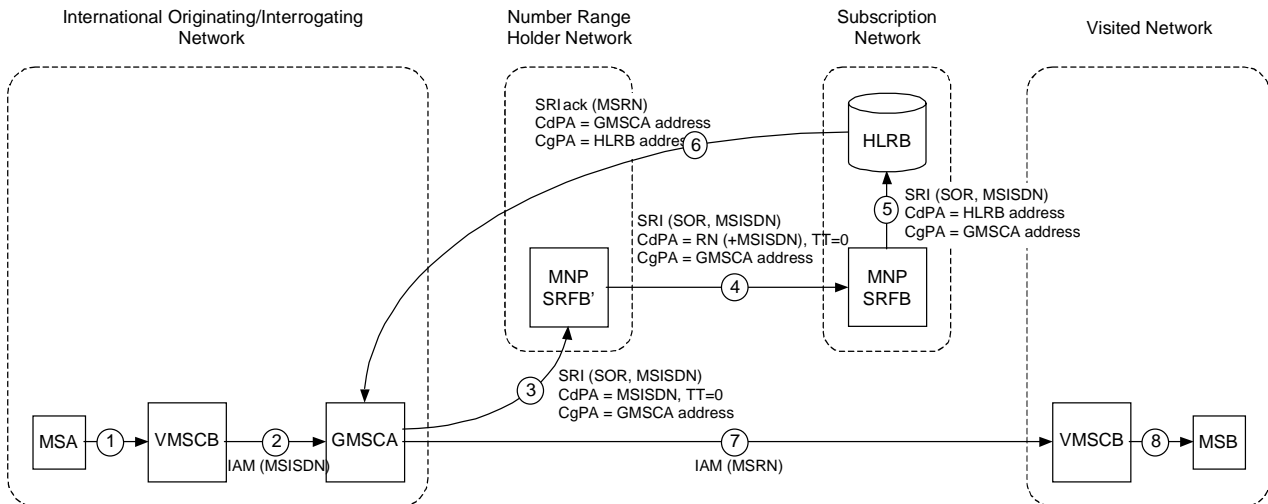 International Originating/Interrogating
Network
Number Range
Holder Network
Subscription
Network
Visited Network
SRIack (MSRN)
CdPA = GMSCA address
CgPA = HLRB address
6
HLRB
SRI (SOR, MSISDN)
CdPA = HLRB address
CgPA = GMSCA address
5
SRI (SOR, MSISDN)
CdPA = RN (+MSISDN), TT=0
CgPA = GMSCA address
4
MNP
SRFB'
MNP
SRFB
3
SRI (SOR, MSISDN)
CdPA = MSISDN, TT=0
CgPA = GMSCA address
MSA
1
VMSCB
2
IAM (MSISDN)
GMSCA
7
IAM (MSRN)
VMSCB
8
MSB